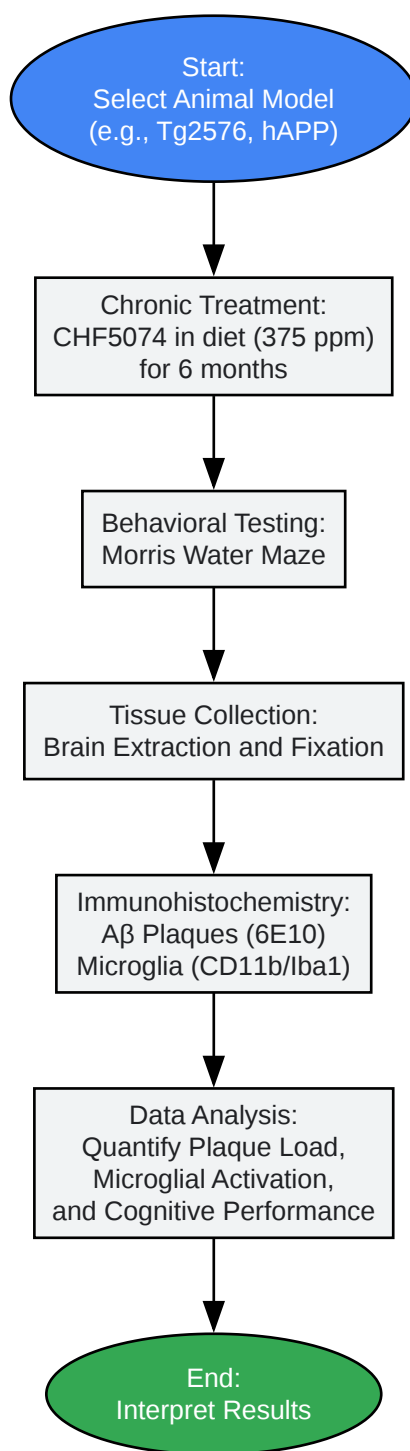 Start:
Select Animal Model
(e.g., Tg2576, hAPP)
Chronic Treatment:
CHF5074 in diet (375 ppm)
for 6 months
Behavioral Testing:
Morris Water Maze
Tissue Collection:
Brain Extraction and Fixation
Immunohistochemistry:
Aβ Plaques (6E10)
Microglia (CD11b/Iba1)
Data Analysis:
Quantify Plaque Load,
Microglial Activation,
and Cognitive Performance
End:
Interpret Results